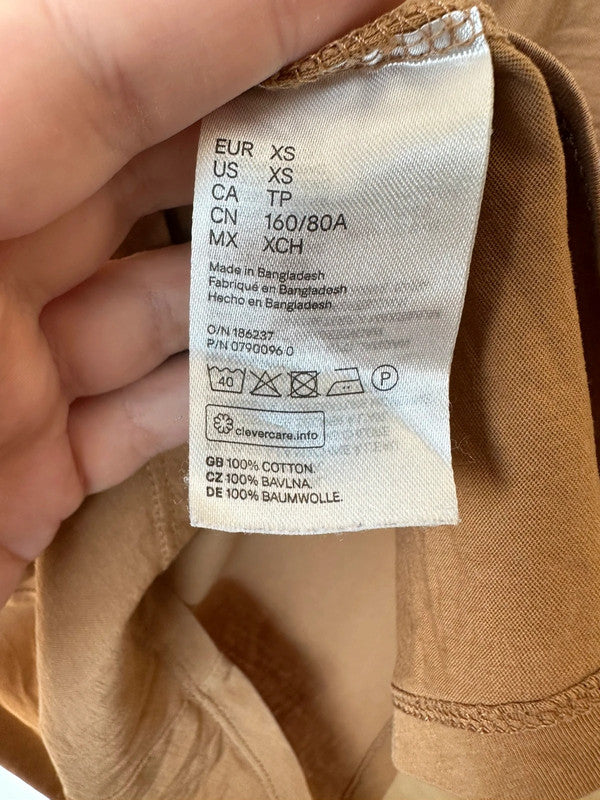 EUR XS
US XS
CA TP
CN 160/80A
MX XCH
Made in Bangladesh
Fabriqué en Bangladesh
Hecho en Bangladesh
O/N 186237
P/N 0790096 0
40 P
clevercare.info
GB 100% COTTON.
CZ 100% BAVLNA.
DE 100% BAUMWOLLE.